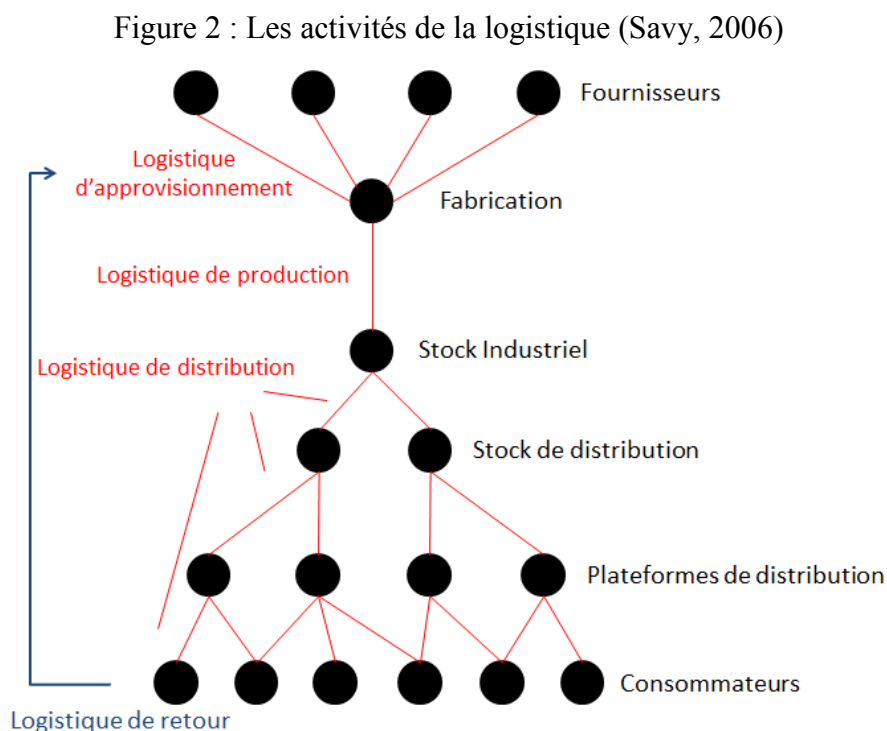 Figure 2 : Les activités de la logistique (Savy, 2006)
Fournisseurs
Logistique
d'approvisionnement
Fabrication
Logistique de production
Stock Industriel
Logistique de distribution
Stock de distribution
Plateformes de distribution
Consommateurs
Logistique de retour